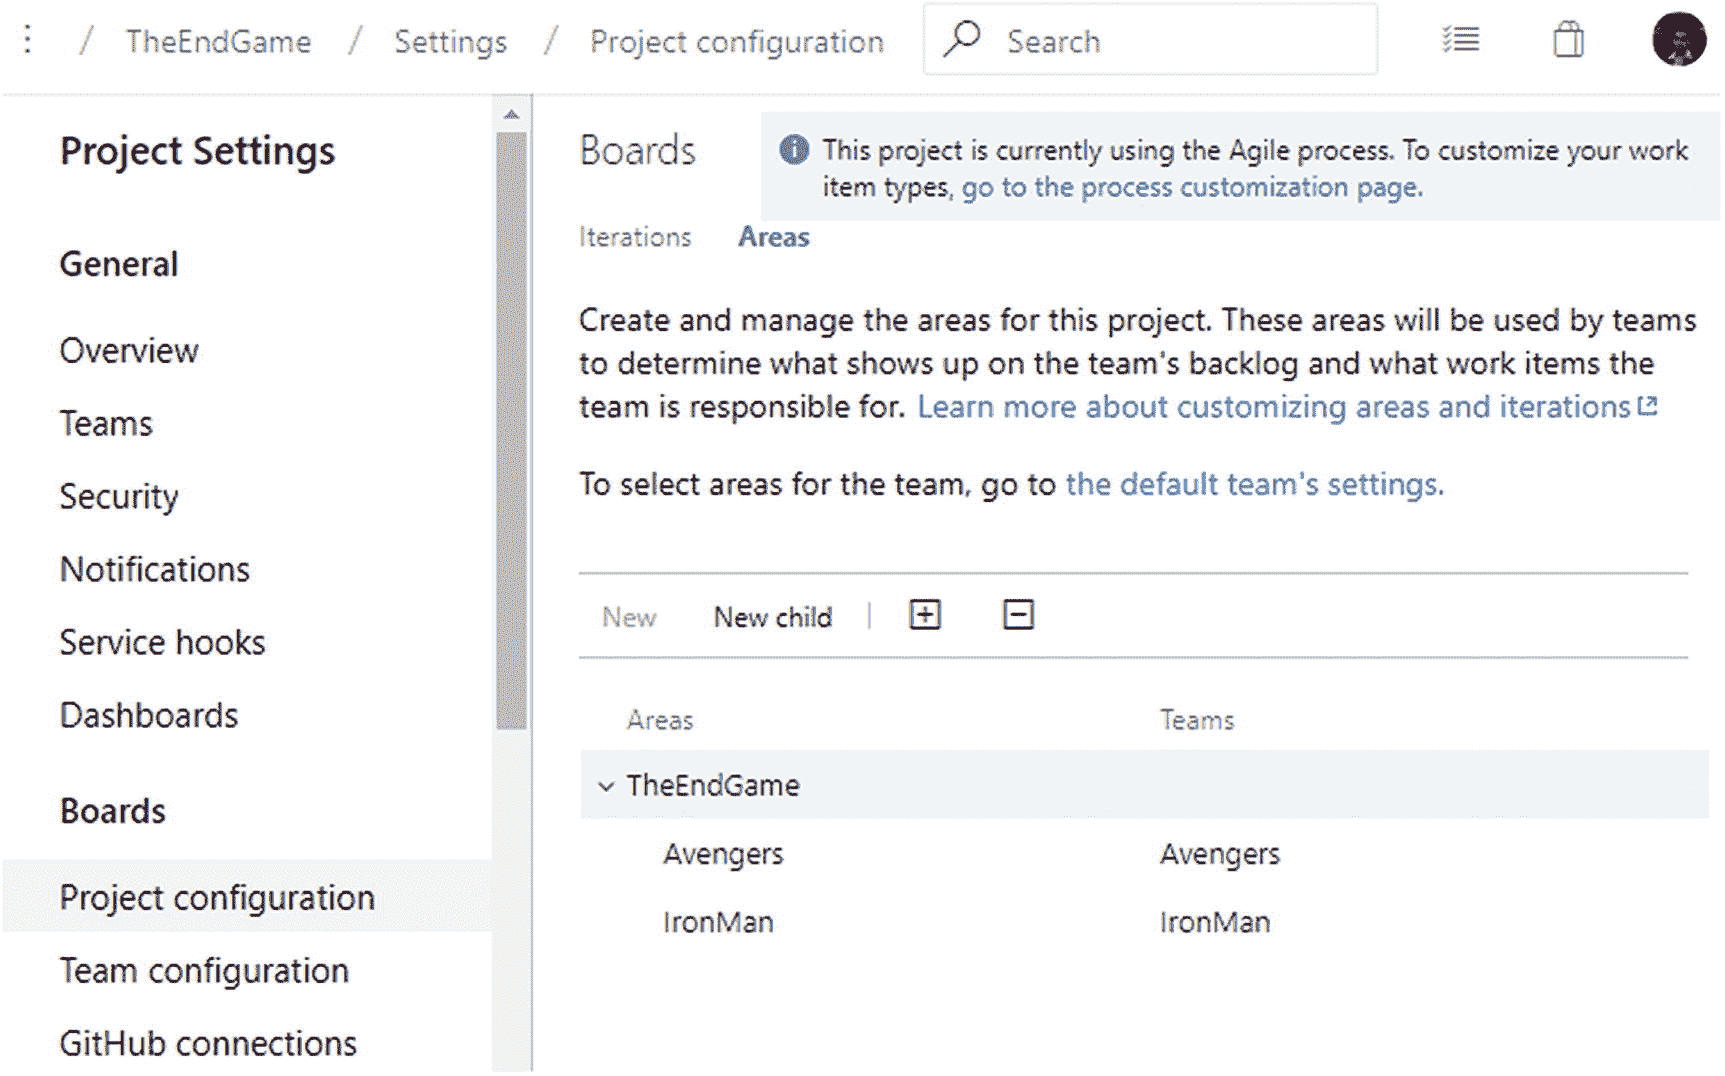 / TheEndGame / Settings / Project configuration Search
Project Settings
General
Overview
Teams
Security
Notifications
Service hooks
Dashboards
Boards
Project configuration
Team configuration
GitHub connections
Boards
This project is currently using the Agile process. To customize your work
item types, go to the process customization page.
Iterations Areas
Create and manage the areas for this project. These areas will be used by teams
to determine what shows up on the team's backlog and what work items the
team is responsible for. Learn more about customizing areas and iterations
To select areas for the team, go to the default team's settings.
New New child
Areas Teams
TheEndGame
Avengers Avengers
IronMan IronMan